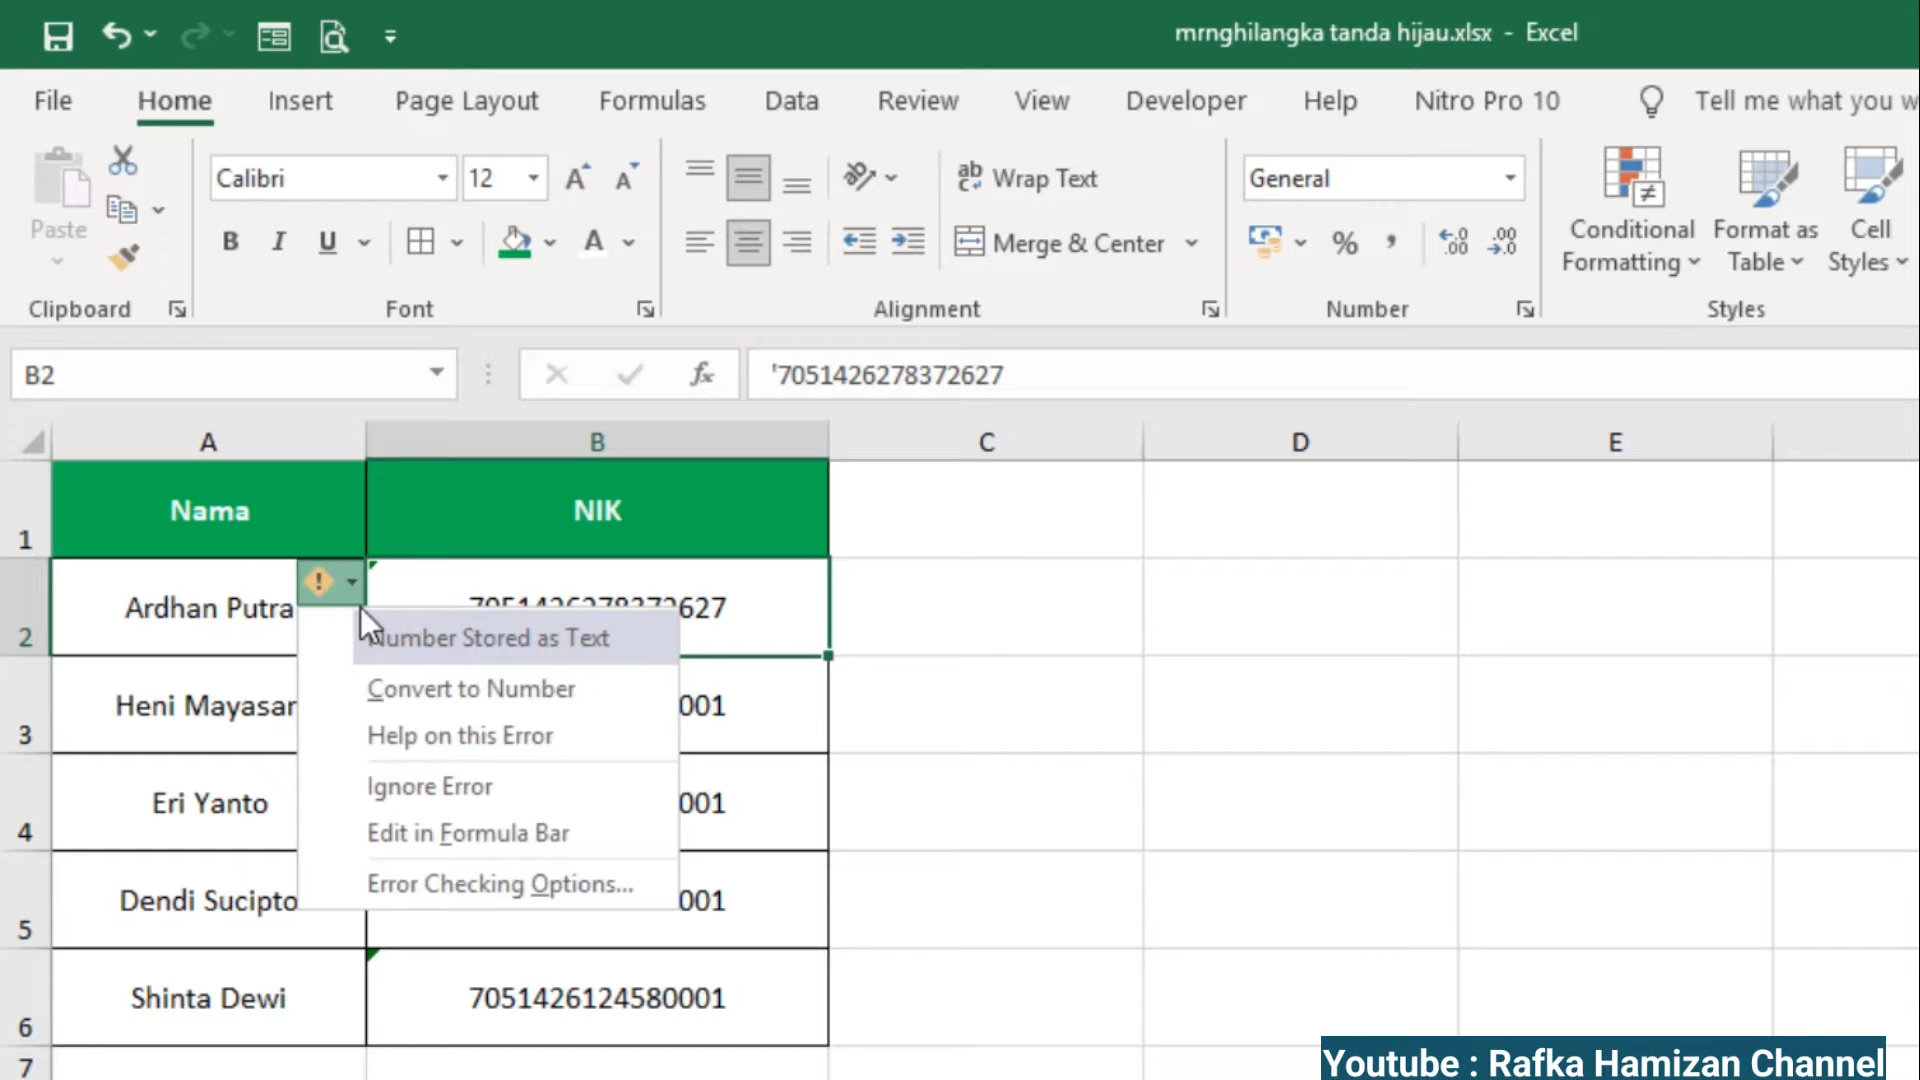 mrnghilangka tanda hijau.xlsx - Excel
File Home Insert Page Layout Formulas Data Review View Developer Help Nitro Pro 10 Tell me what you w
Paste
Calibri 12
ab Wrap Text
General
B I U A
Merge & Center
% ,
Conditional Formatting
Format as Table
Cell Styles
Clipboard Font Alignment Number Styles
B2 fx '7051426278372627
A B C D E
1 Nama NIK
2 Ardhan Putra 7051426278372627
Number Stored as Text
Convert to Number
3 Heni Mayasar 001
Help on this Error
Ignore Error
4 Eri Yanto 001
Edit in Formula Bar
Error Checking Options...
5 Dendi Sucipto 001
6 Shinta Dewi 7051426124580001
7
Youtube : Rafka Hamizan Channel